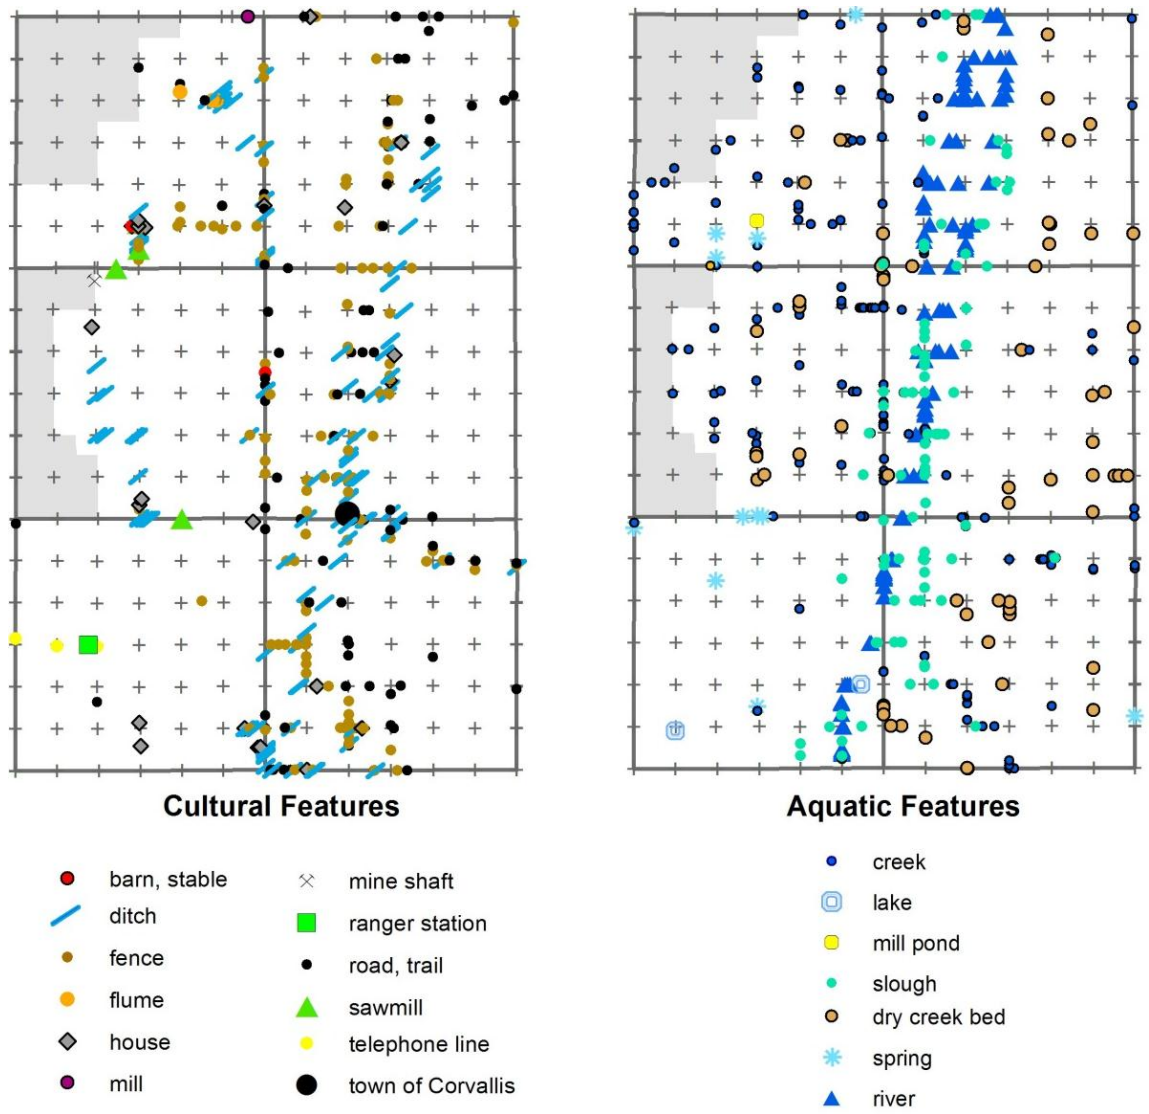 Cultural Features
barn, stable
ditch
fence
flume
house
mill
mine shaft
ranger station
road, trail
sawmill
telephone line
town of Corvallis
Aquatic Features
creek
lake
mill pond
slough
dry creek bed
spring
river